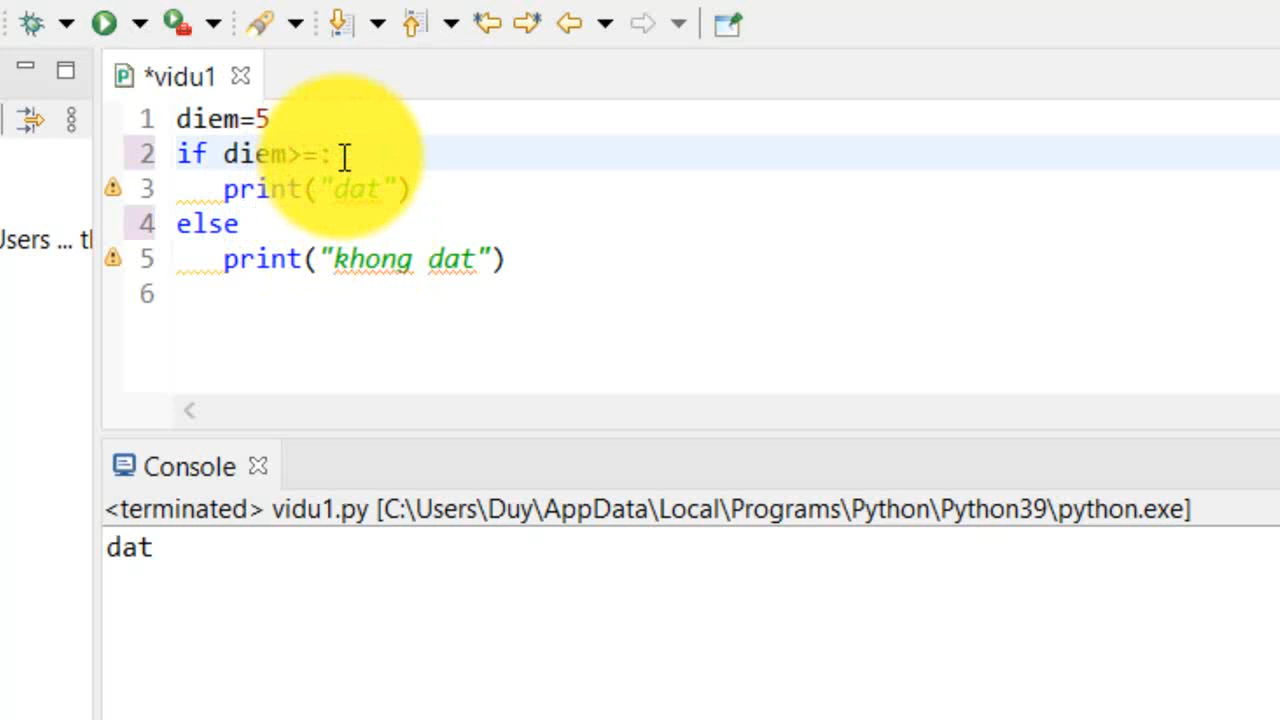 *vidu1
1 diem=5
2 if diem>=:
3 print("dat")
4 else
5 print("khong dat")
6
Users ... tl
Console
<terminated> vidu1.py [C:\Users\Duy\AppData\Local\Programs\Python\Python39\python.exe]
dat